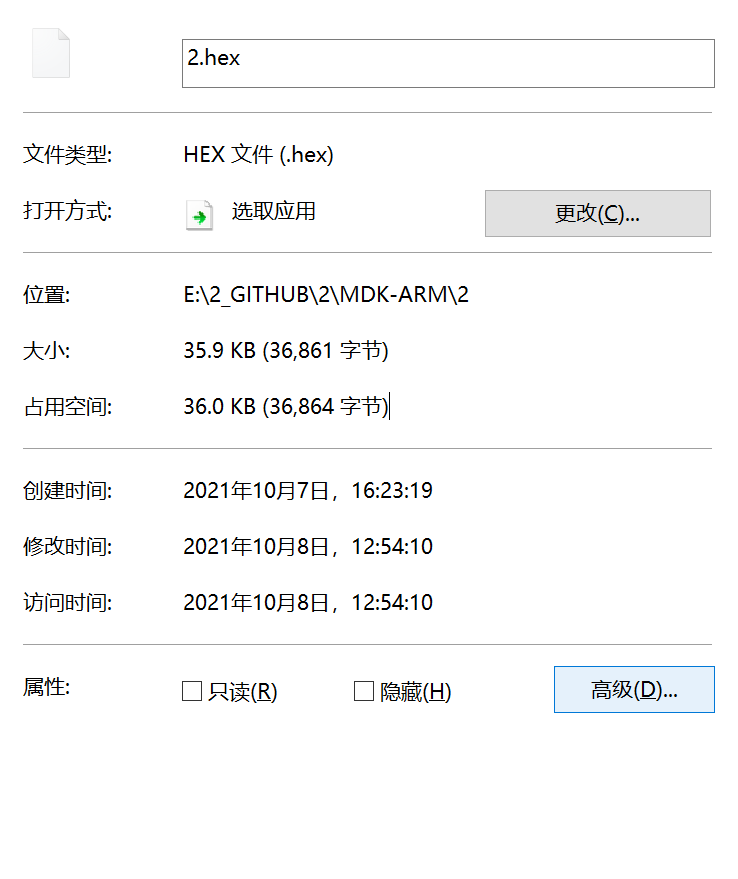 2.hex
文件类型: HEX 文件 (.hex)
打开方式: 选取应用 更改(C)...
位置: E:\2_GITHUB\2\MDK-ARM\2
大小: 35.9 KB (36,861 字节)
占用空间: 36.0 KB (36,864 字节)
创建时间: 2021年10月7日，16:23:19
修改时间: 2021年10月8日，12:54:10
访问时间: 2021年10月8日，12:54:10
属性: 只读(R) 隐藏(H) 高级(D)...